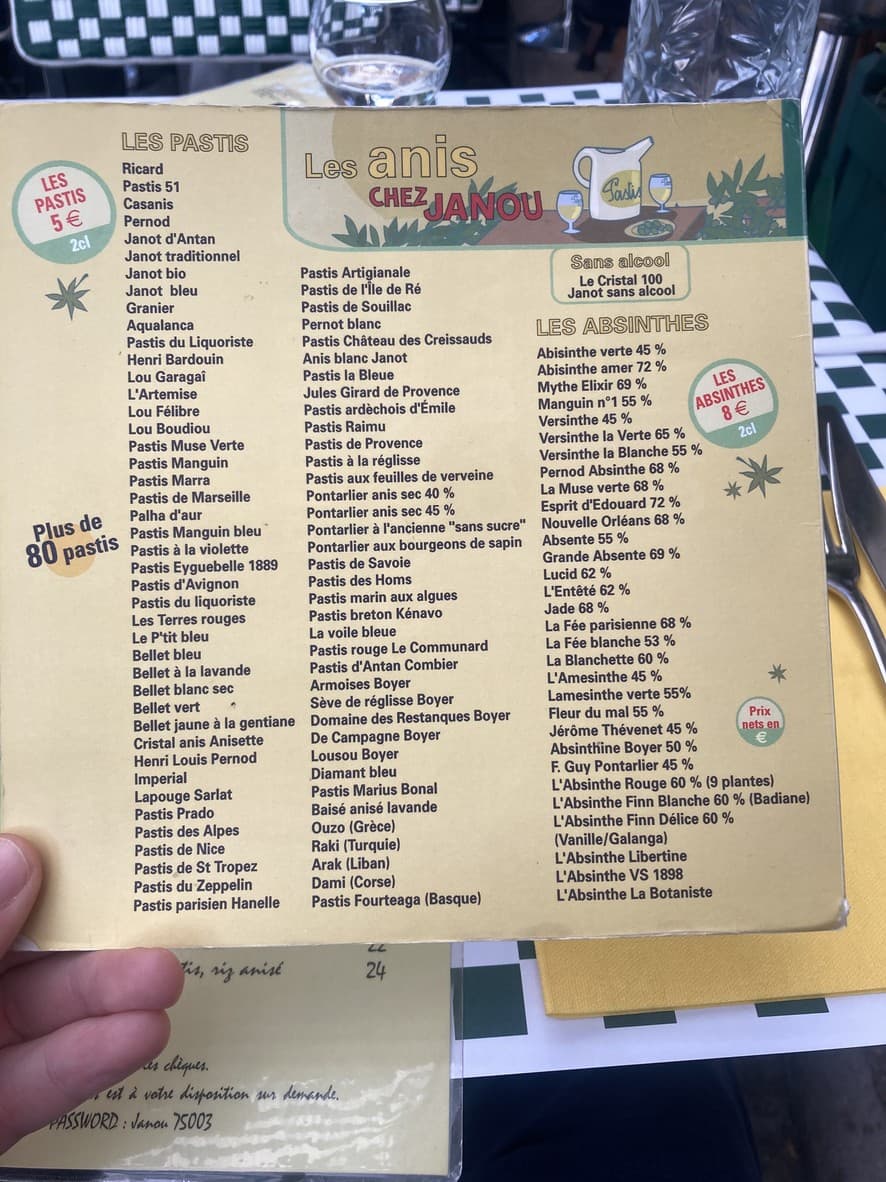 LES PASTIS
LES
PASTIS
5 €
2cl
Ricard
Pastis 51
Casanis
Pernod
Janot d'Antan
Janot traditionnel
Janot bio
Janot bleu
Granier
Aqualanca
Pastis du Liquoriste
Henri Bardouin
Lou Garagaî
L'Artemise
Lou Félibre
Lou Boudiou
Pastis Muse Verte
Pastis Manguin
Pastis Marra
Pastis de Marseille
Palha d'aur
Pastis Manguin bleu
Pastis à la violette
Pastis Eyguebelle 1889
Pastis d'Avignon
Pastis du liquoriste
Les Terres rouges
Le P'tit bleu
Bellet bleu
Bellet à la lavande
Bellet blanc sec
Bellet vert
Bellet jaune à la gentiane
Cristal anis Anisette
Henri Louis Pernod
Imperial
Lapouge Sarlat
Pastis Prado
Pastis des Alpes
Pastis de Nice
Pastis de St Tropez
Pastis du Zeppelin
Pastis parisien Hanelle
Plus de
80 pastis
Les anis
CHEZ JANOU
Pastis
Pastis Artigianale
Pastis de l'Île de Ré
Pastis de Souillac
Pernot blanc
Pastis Château des Creissauds
Anis blanc Janot
Pastis la Bleue
Jules Girard de Provence
Pastis ardèchois d'Émile
Pastis Raimu
Pastis de Provence
Pastis à la réglisse
Pastis aux feuilles de verveine
Pontarlier anis sec 40 %
Pontarlier anis sec 45 %
Pontarlier à l'ancienne "sans sucre"
Pontarlier aux bourgeons de sapin
Pastis de Savoie
Pastis des Homs
Pastis marin aux algues
Pastis breton Kénavo
La voile bleue
Pastis rouge Le Communard
Pastis d'Antan Combier
Armoises Boyer
Sève de réglisse Boyer
Domaine des Restanques Boyer
De Campagne Boyer
Lousou Boyer
Diamant bleu
Pastis Marius Bonal
Baisé anisé lavande
Ouzo (Grèce)
Raki (Turquie)
Arak (Liban)
Dami (Corse)
Pastis Fourteaga (Basque)
Sans alcool
Le Cristal 100
Janot sans alcool
LES ABSINTHES
LES
ABSINTHES
8 €
2cl
Abisinthe verte 45 %
Abisinthe amer 72 %
Mythe Elixir 69 %
Manguin n°1 55 %
Versinthe 45 %
Versinthe la Verte 65 %
Versinthe la Blanche 55 %
Pernod Absinthe 68 %
La Muse verte 68 %
Esprit d'Edouard 72 %
Nouvelle Orléans 68 %
Absente 55 %
Grande Absente 69 %
Lucid 62 %
L'Entêté 62 %
Jade 68 %
La Fée parisienne 68 %
La Fée blanche 53 %
La Blanchette 60 %
L'Amesinthe 45 %
Lamesinthe verte 55%
Fleur du mal 55 %
Jérôme Thévenet 45 %
Absinthine Boyer 50 %
F. Guy Pontarlier 45 %
L'Absinthe Rouge 60 % (9 plantes)
L'Absinthe Finn Blanche 60 % (Badiane)
L'Absinthe Finn Délice 60 %
(Vanille/Galanga)
L'Absinthe Libertine
L'Absinthe VS 1898
L'Absinthe La Botaniste
Prix
nets en
€
22
riz anisé 24
chèques.
est à votre disposition sur demande.
PASSWORD : Janou 75003